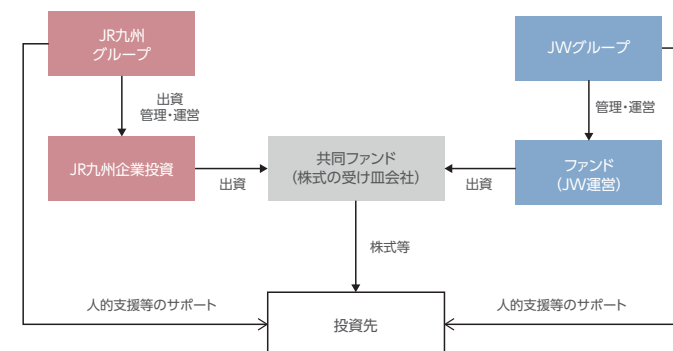 JR九州
グループ
JWグループ
出資
管理・運営
管理・運営
JR九州企業投資
出資
共同ファンド
(株式の受け皿会社)
出資
ファンド
(JW運営)
株式等
人的支援等のサポート
人的支援等のサポート
投資先